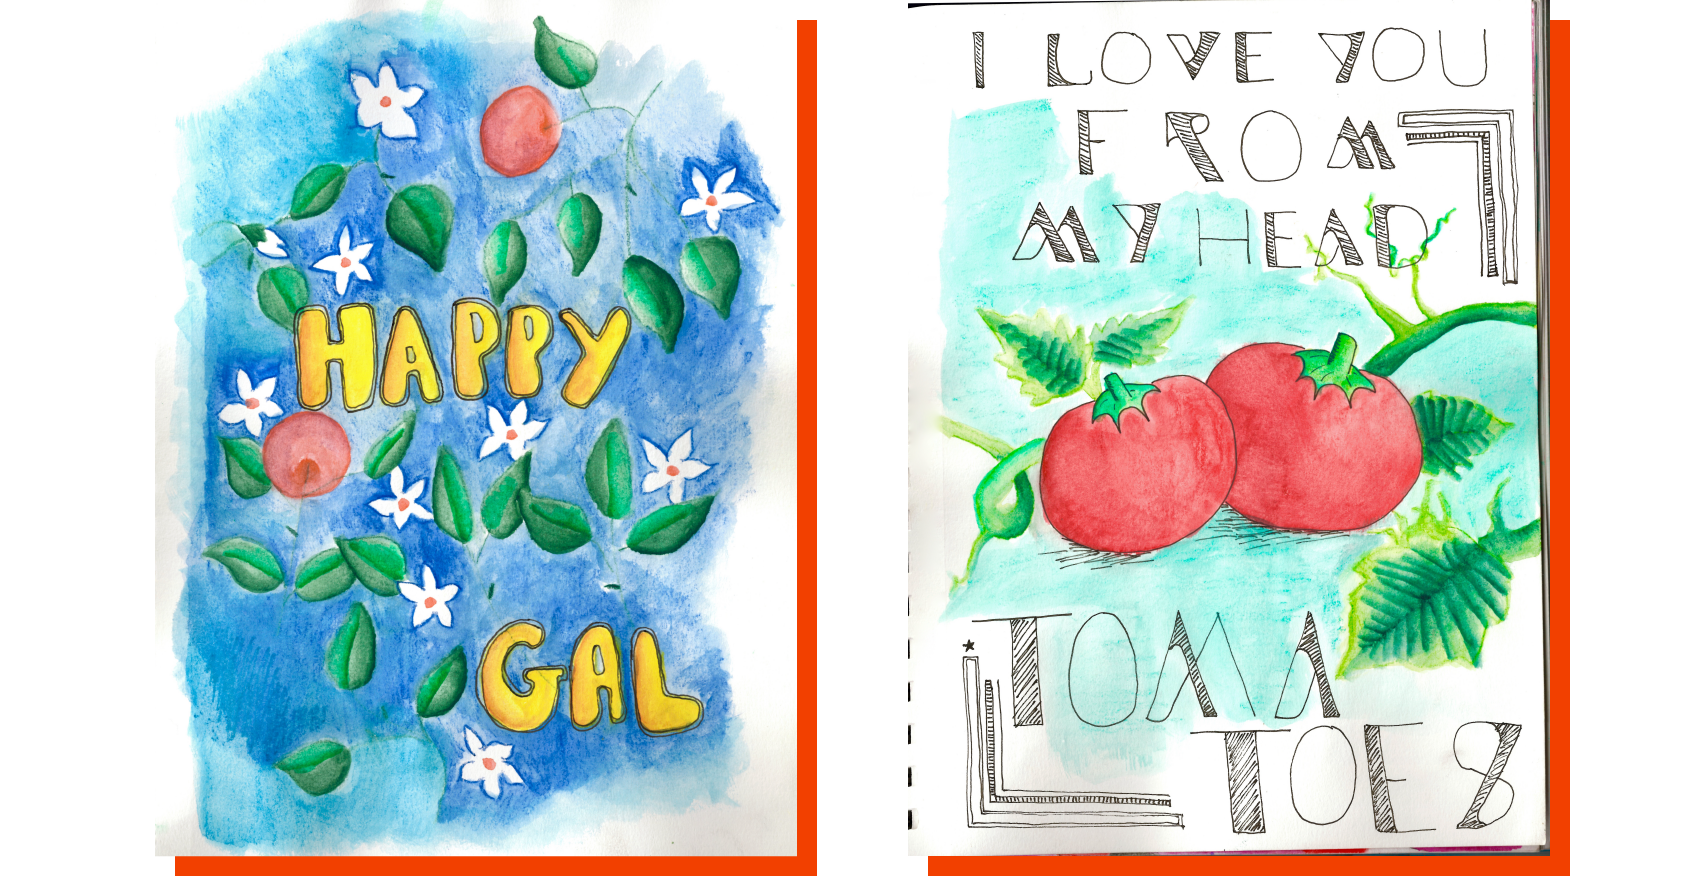 HAPPY
GAL
I LOVE YOU
FROM
MY HEAD
TOMA
TOES